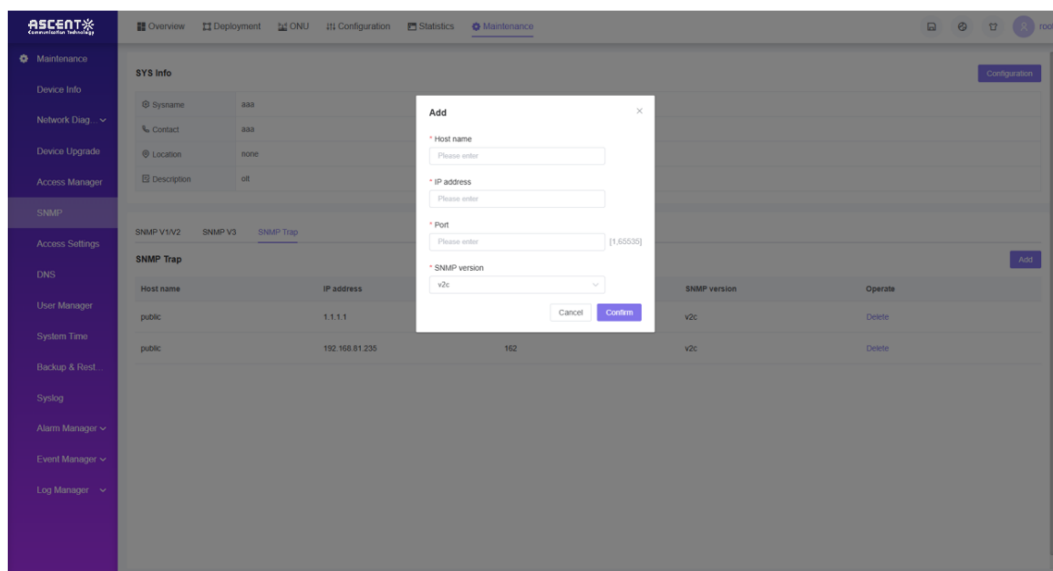 ASCENT
Communication Technology
Overview Deployment ONU Configuration Statistics Maintenance
Maintenance
Device Info
Network Diag...
Device Upgrade
Access Manager
SNMP
Access Settings
DNS
User Manager
System Time
Backup & Rest...
Syslog
Alarm Manager
Event Manager
Log Manager
SYS Info
Configuration
Sysname aaa
Contact aaa
Location none
Description olt
SNMP V1/V2 SNMP V3 SNMP Trap
SNMP Trap
Add
Host name IP address SNMP version Operate
public 1.1.1.1 v2c Delete
public 192.168.81.235 162 v2c Delete
Add
* Host name
Please enter
* IP address
Please enter
* Port
Please enter [1,65535]
* SNMP version
v2c
Cancel Confirm